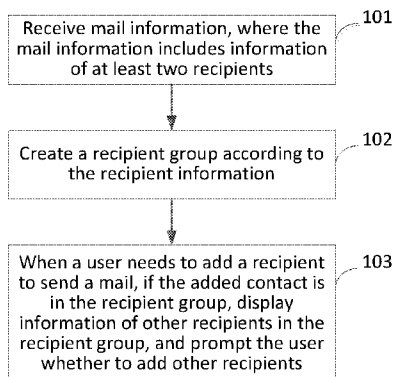 101
Receive mail information, where the
mail information includes information
of at least two recipients
102
Create a recipient group according to
the recipient information
103
When a user needs to add a recipient
to send a mail, if the added contact is
in the recipient group, display
information of other recipients in the
recipient group, and prompt the user
whether to add other recipients